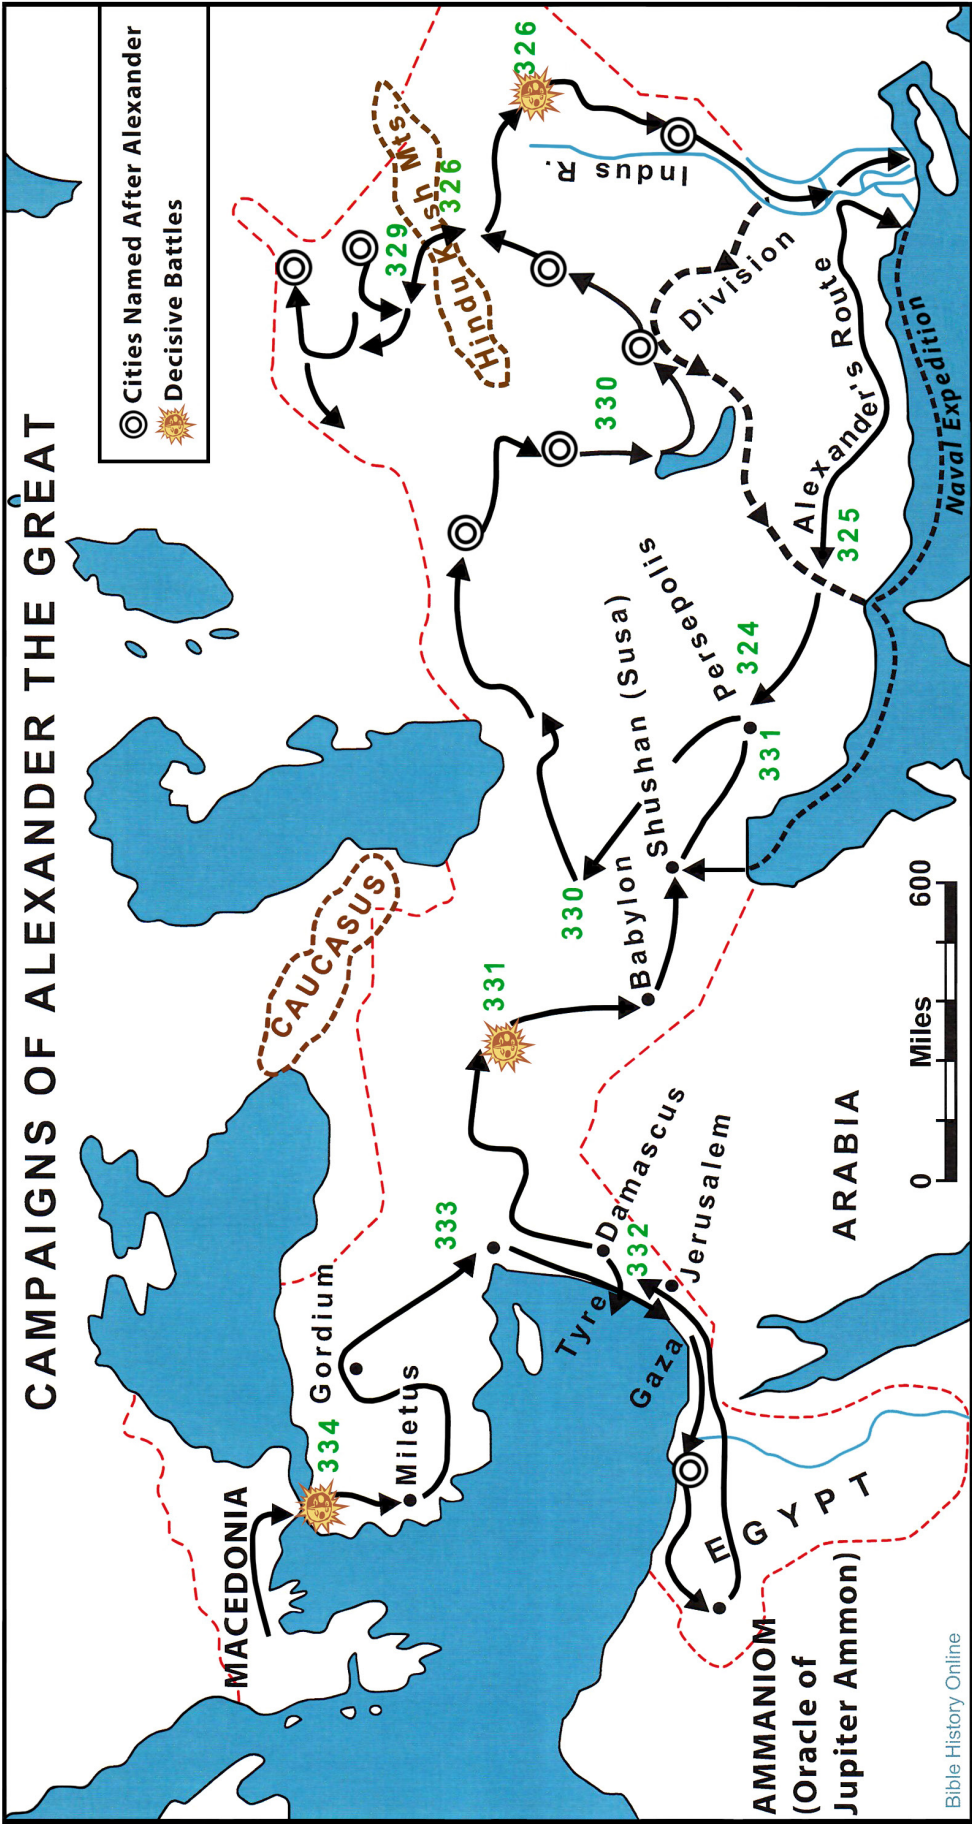 CAMPAIGNS OF ALEXANDER THE GREAT
Cities Named After Alexander
Decisive Battles
MACEDONIA
334
Gordium
Miletus
333
CAUCASUS
331
Tyre
332
Damascus
Gaza
Jerusalem
EGYPT
AMMANIOM
(Oracle of
Jupiter Ammon)
ARABIA
0 Miles 600
Babylon
330
Shushan (Susa)
331
Persepolis
324
330
329
Hindu Kush Mts.
326
326
Indus R.
Division
Alexander's Route
325
Naval Expedition
Bible History Online